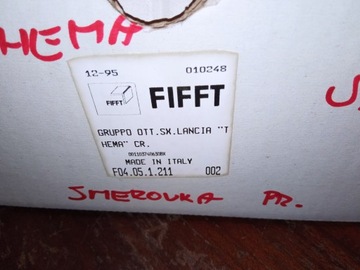 HEMA
12-95 010248
FIFFT
FIFFT
GRUPPO OTT.SX.LANCIA "T
HEMA" CR.
MADE IN ITALY
F04.05.1.211 002
SMEROVKA PR.